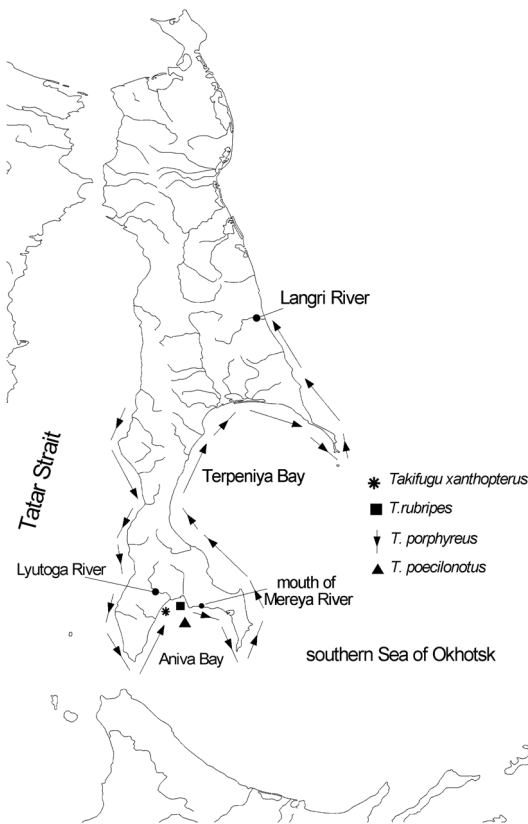 Langri River
Tatar Strait
Terpeniya Bay
Takifugu xanthopterus
T.rubripes
T. porphyreus
T. poecilonotus
Lyutoga River
mouth of
Mereya River
Aniva Bay
southern Sea of Okhotsk